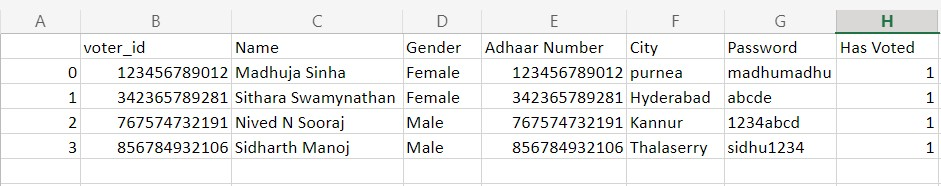 A B C D E F G H
voter_id Name Gender Adhaar Number City Password Has Voted
0 123456789012 Madhuja Sinha Female 123456789012 purnea madhumadhu 1
1 342365789281 Sithara Swamynathan Female 342365789281 Hyderabad abcde 1
2 767574732191 Nived N Sooraj Male 767574732191 Kannur 1234abcd 1
3 856784932106 Sidharth Manoj Male 856784932106 Thalaserry sidhu1234 1